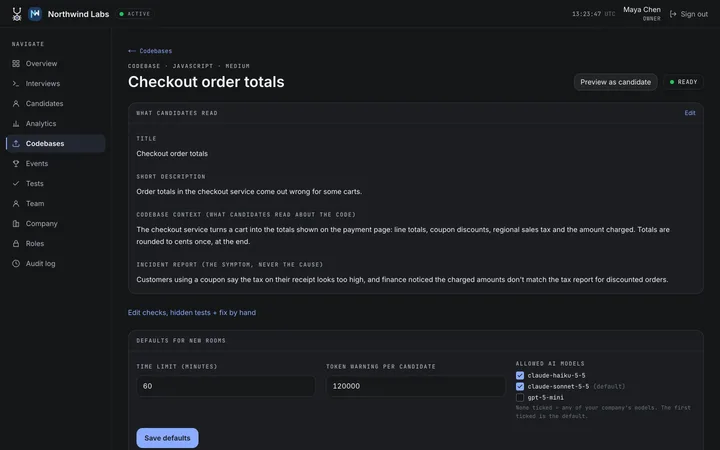 Northwind Labs
ACTIVE
13:23:47 UTC
Maya Chen
OWNER
Sign out
NAVIGATE
Overview
Interviews
Candidates
Analytics
Codebases
Events
Tests
Team
Company
Roles
Audit log
← Codebases
CODEBASE · JAVASCRIPT · MEDIUM
Checkout order totals
Preview as candidate
READY
WHAT CANDIDATES READ
Edit
TITLE
Checkout order totals
SHORT DESCRIPTION
Order totals in the checkout service come out wrong for some carts.
CODEBASE CONTEXT (WHAT CANDIDATES READ ABOUT THE CODE)
The checkout service turns a cart into the totals shown on the payment page: line totals, coupon discounts, regional sales tax and the amount charged. Totals are
rounded to cents once, at the end.
INCIDENT REPORT (THE SYMPTOM, NEVER THE CAUSE)
Customers using a coupon say the tax on their receipt looks too high, and finance noticed the charged amounts don't match the tax report for discounted orders.
Edit checks, hidden tests + fix by hand
DEFAULTS FOR NEW ROOMS
TIME LIMIT (MINUTES)
60
TOKEN WARNING PER CANDIDATE
120000
ALLOWED AI MODELS
claude-haiku-5-5
claude-sonnet-5-5 (default)
gpt-5-mini
None ticked = any of your company's models. The first
ticked is the default.
Save defaults